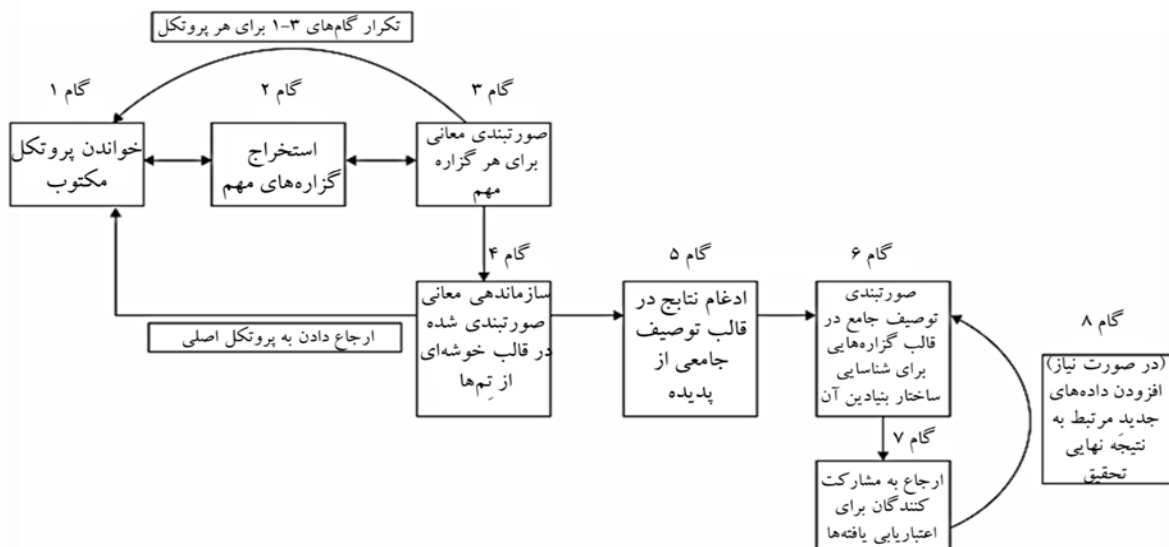 تکرار گام‌های ۳-۱ برای هر پروتکل
گام ۱
خواندن پروتکل
مکتوب
گام ۲
استخراج
گزاره‌های مهم
گام ۳
صورتبندی معانی
برای هر گزاره
مهم
گام ۴
سازماندهی معانی
صورتبندی شده
در قالب خوشه‌ای
از تِم‌ها
ارجاع دادن به پروتکل اصلی
گام ۵
ادغام نتایج در
قالب توصیف
جامعی از
پدیده
گام ۶
صورتبندی
توصیف جامع در
قالب گزاره‌هایی
برای شناسایی
ساختار بنیادین آن
گام ۷
ارجاع به مشارکت
کنندگان برای
اعتباریابی یافته‌ها
گام ۸
(در صورت نیاز)
افزودن داده‌های
جدید مرتبط به
نتیجه نهایی
تحقیق